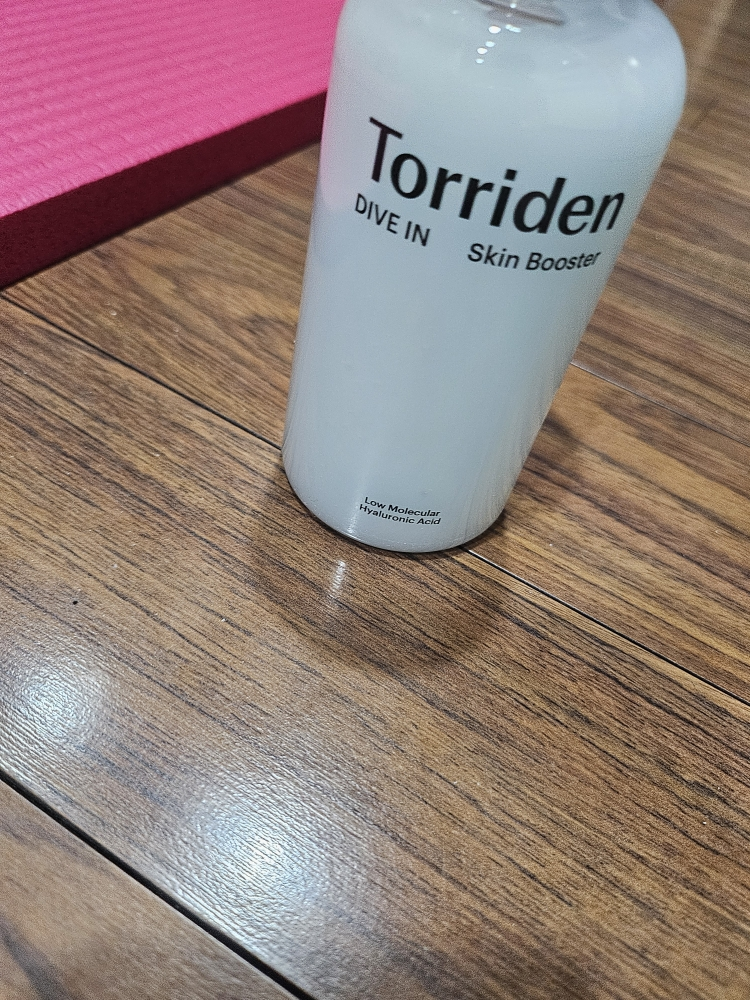 Torriden
DIVE IN Skin Booster
Low Molecular
Hyaluronic Acid